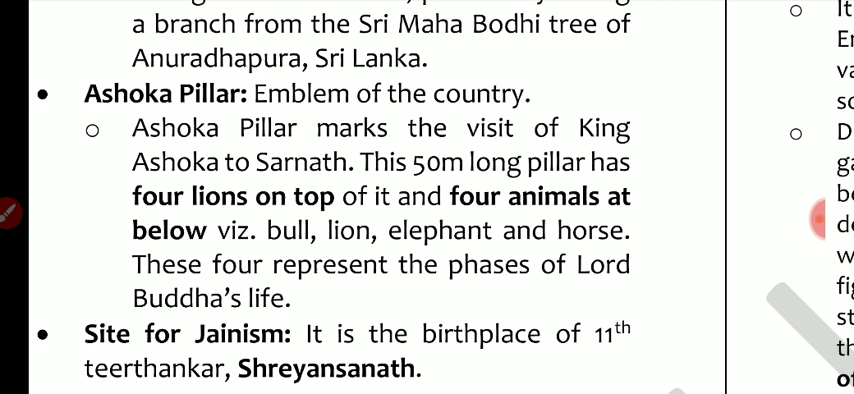 a branch from the Sri Maha Bodhi tree of
Anuradhapura, Sri Lanka.
• Ashoka Pillar: Emblem of the country.
o Ashoka Pillar marks the visit of King
Ashoka to Sarnath. This 50m long pillar has
four lions on top of it and four animals at
below viz. bull, lion, elephant and horse.
These four represent the phases of Lord
Buddha's life.
• Site for Jainism: It is the birthplace of 11th
teerthankar, Shreyansanath.
o It
o D